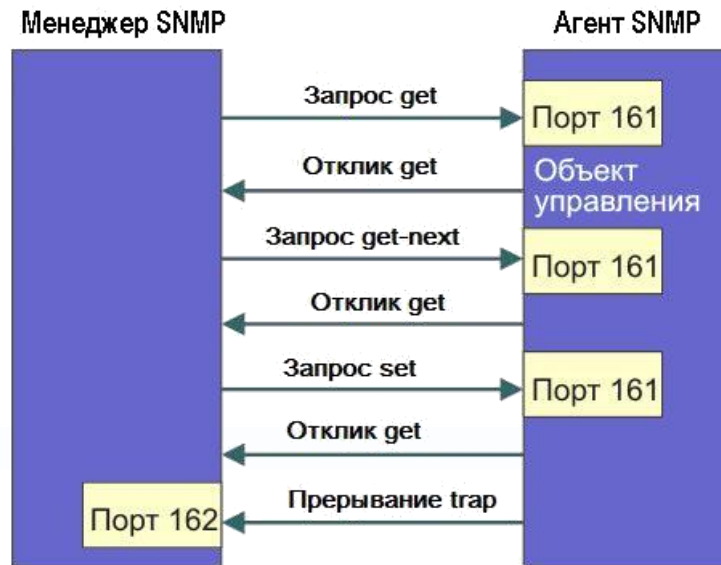 Менеджер SNMP
Агент SNMP
Запрос get
Порт 161
Отклик get
Объект
управления
Запрос get-next
Порт 161
Отклик get
Запрос set
Порт 161
Отклик get
Прерывание trap
Порт 162